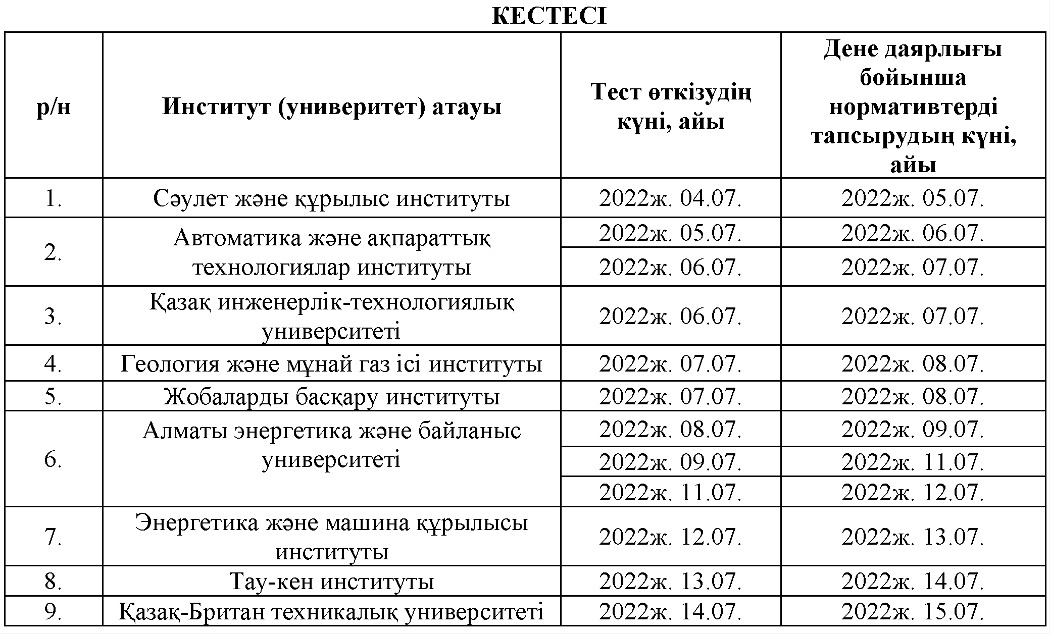 КЕСТЕСІ
р/н
Институт (универитет) атауы
Тест өткізудің
күні, айы
Дене даярлығы
бойынша
нормативтерді
тапсырудың күні,
айы
1.
Сәулет және құрылыс институты
2022ж. 04.07.
2022ж. 05.07.
2.
Автоматика және ақпараттық
технологиялар институты
2022ж. 05.07.
2022ж. 06.07.
2022ж. 06.07.
2022ж. 07.07.
3.
Қазақ инженерлік-технологиялық
университеті
2022ж. 06.07.
2022ж. 07.07.
4.
Геология және мұнай газ ісі институты
2022ж. 07.07.
2022ж. 08.07.
5.
Жобаларды басқару институты
2022ж. 07.07.
2022ж. 08.07.
6.
Алматы энергетика және байланыс
университеті
2022ж. 08.07.
2022ж. 09.07.
2022ж. 09.07.
2022ж. 11.07.
2022ж. 11.07.
2022ж. 12.07.
7.
Энергетика және машина құрылысы
институты
2022ж. 12.07.
2022ж. 13.07.
8.
Тау-кен институты
2022ж. 13.07.
2022ж. 14.07.
9.
Қазақ-Британ техникалық университеті
2022ж. 14.07.
2022ж. 15.07.